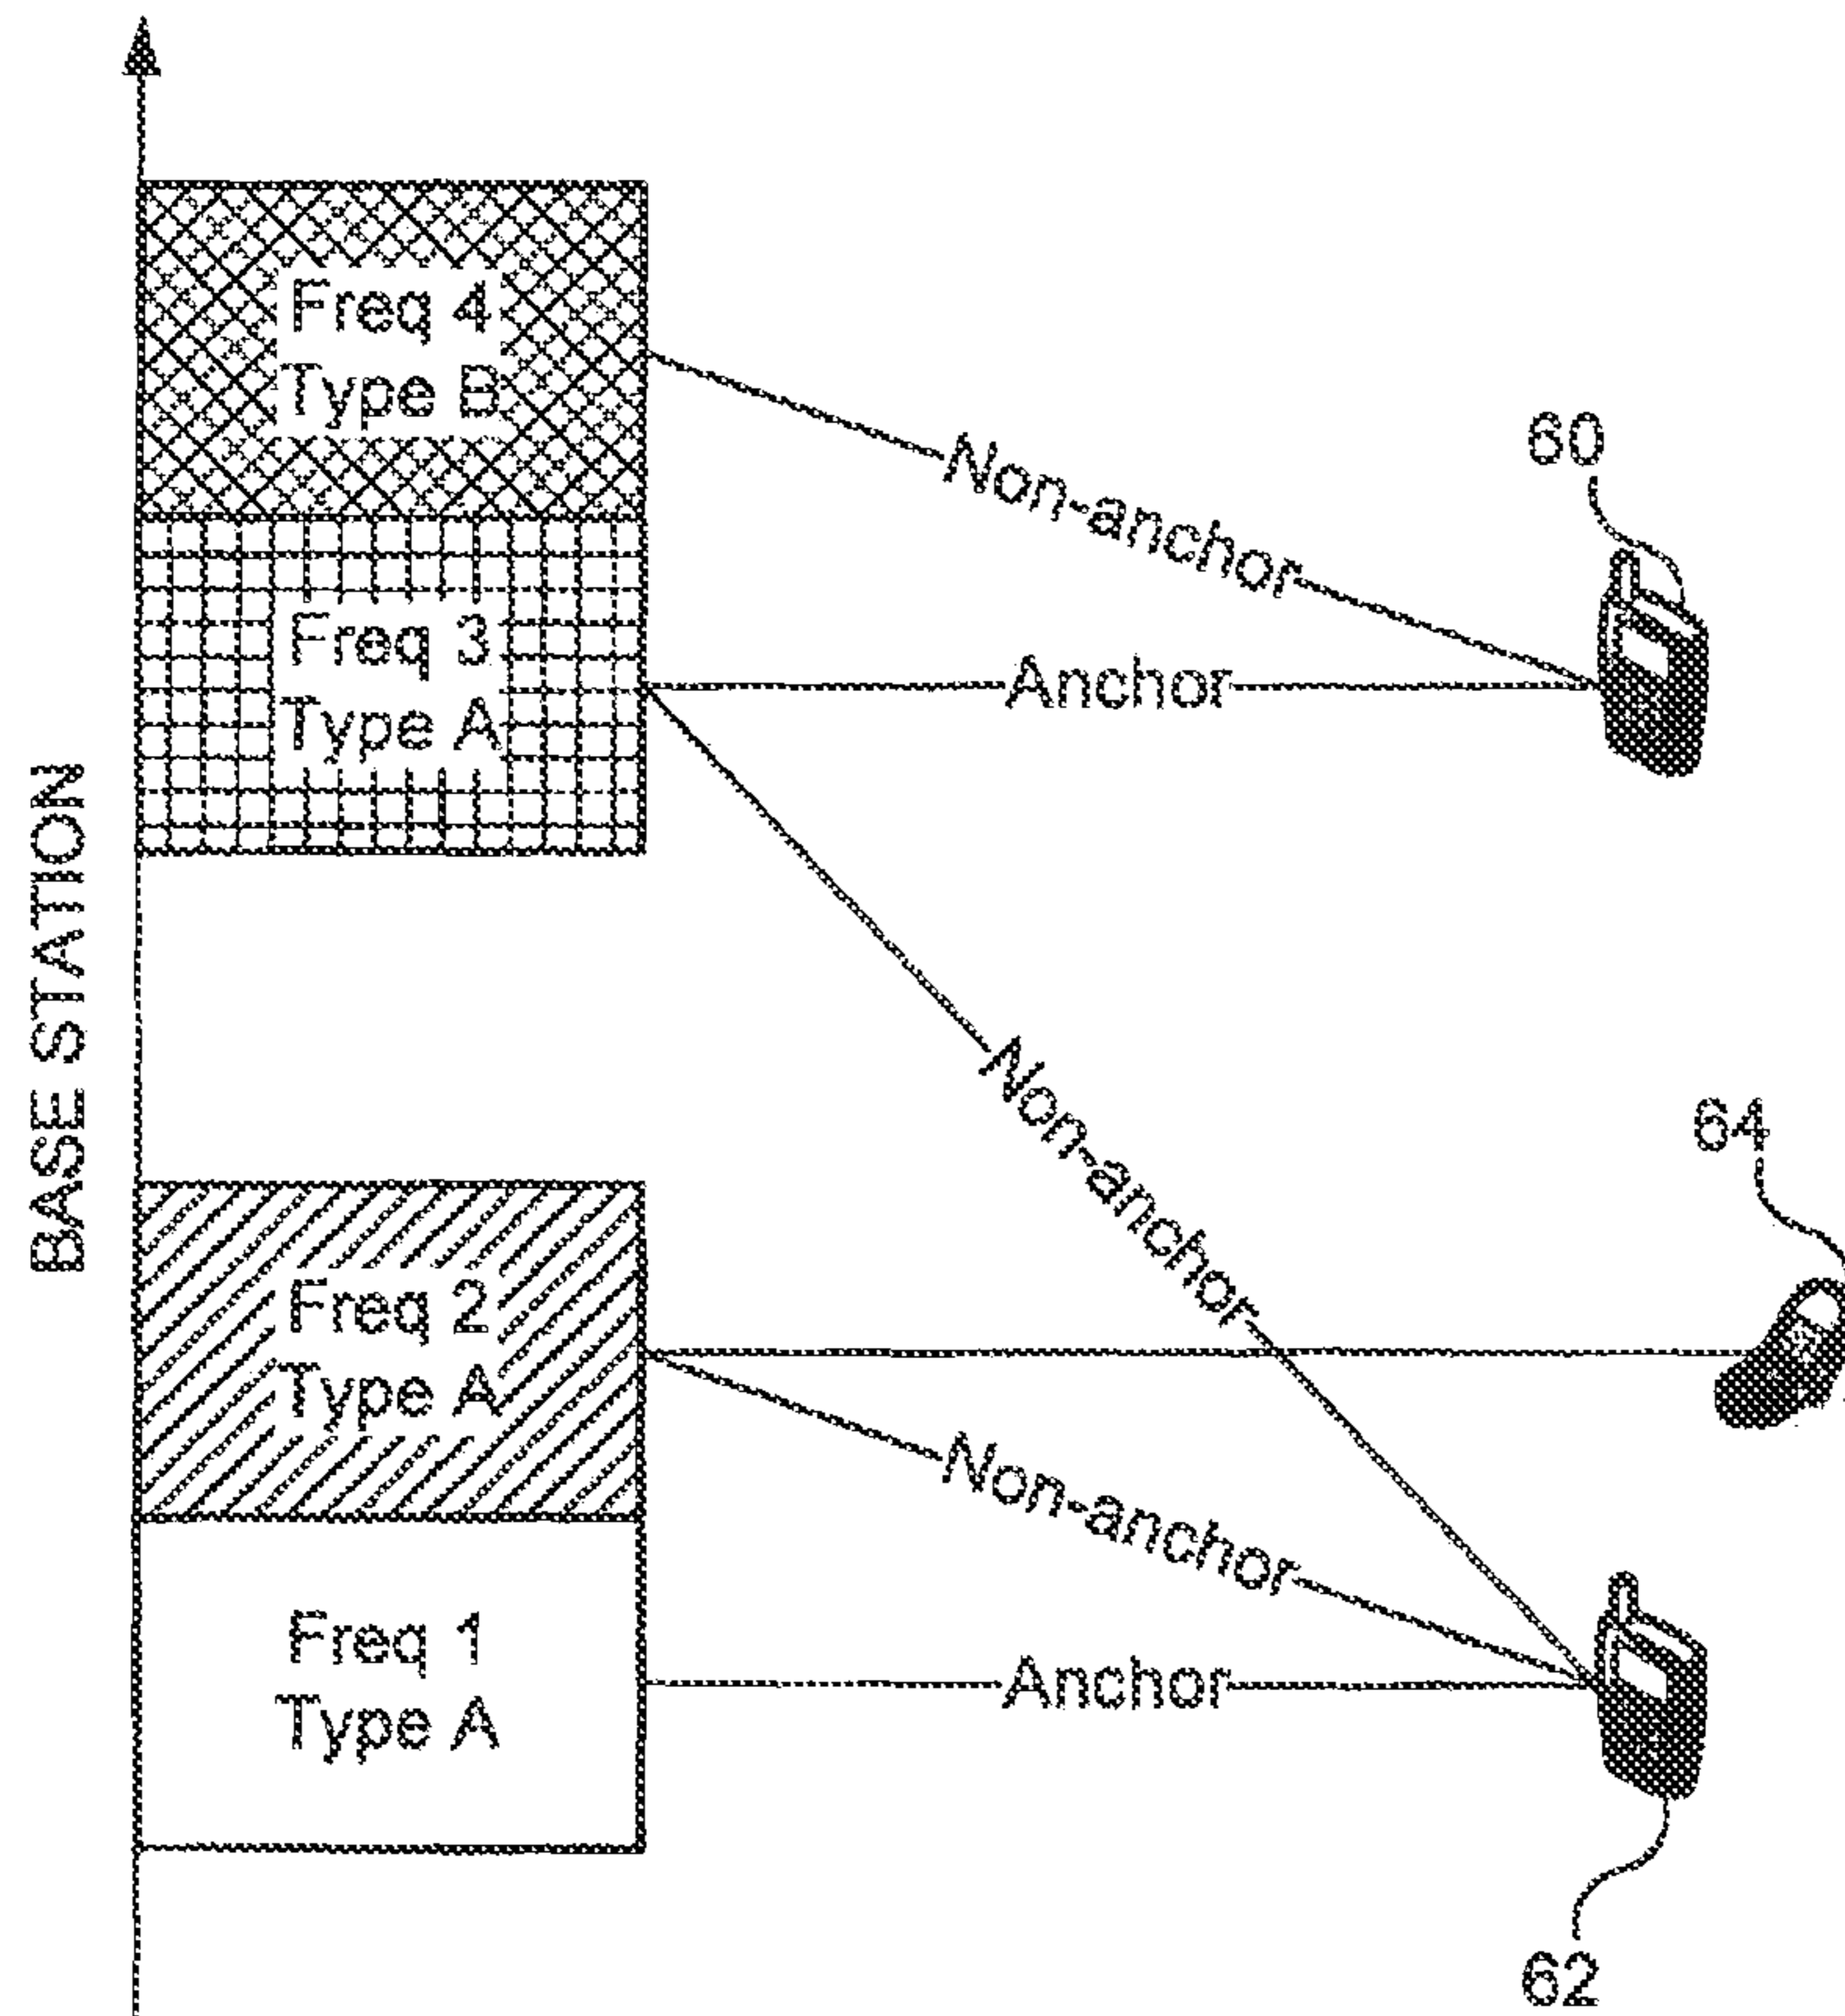 BASE STATION
Freq 4
Type B
Non-anchor
60
Freq 3
Type A
Anchor
Non-anchor
64
Freq 2
Type A
Non-anchor
Freq 1
Type A
Anchor
62